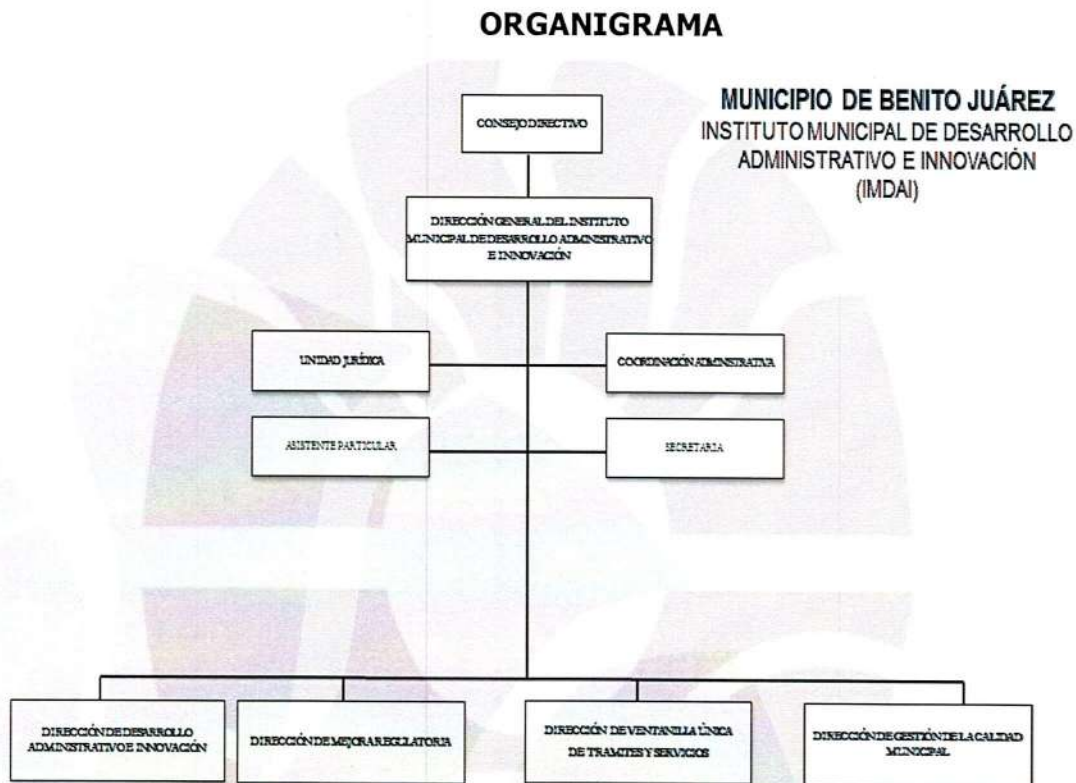 ORGANIGRAMA
MUNICIPIO DE BENITO JUÁREZ
INSTITUTO MUNICIPAL DE DESARROLLO
ADMINISTRATIVO E INNOVACIÓN
(IMDAI)
CONSEJO DIRECTIVO
DIRECCIÓN GENERAL DEL INSTITUTO
MUNICIPAL DE DESARROLLO ADMINISTRATIVO
E INNOVACIÓN
UNIDAD JURÍDICA
COORDINACIÓN ADMINISTRATIVA
ASISTENTE PARTICULAR
SECRETARIA
DIRECCIÓN DE DESARROLLO
ADMINISTRATIVO E INNOVACIÓN
DIRECCIÓN DE MEJORA REGULATORIA
DIRECCIÓN DE VENTANILLA ÚNICA
DE TRAMITES Y SERVICIOS
DIRECCIÓN DE GESTIÓN DE LA CALIDAD
MUNICIPAL